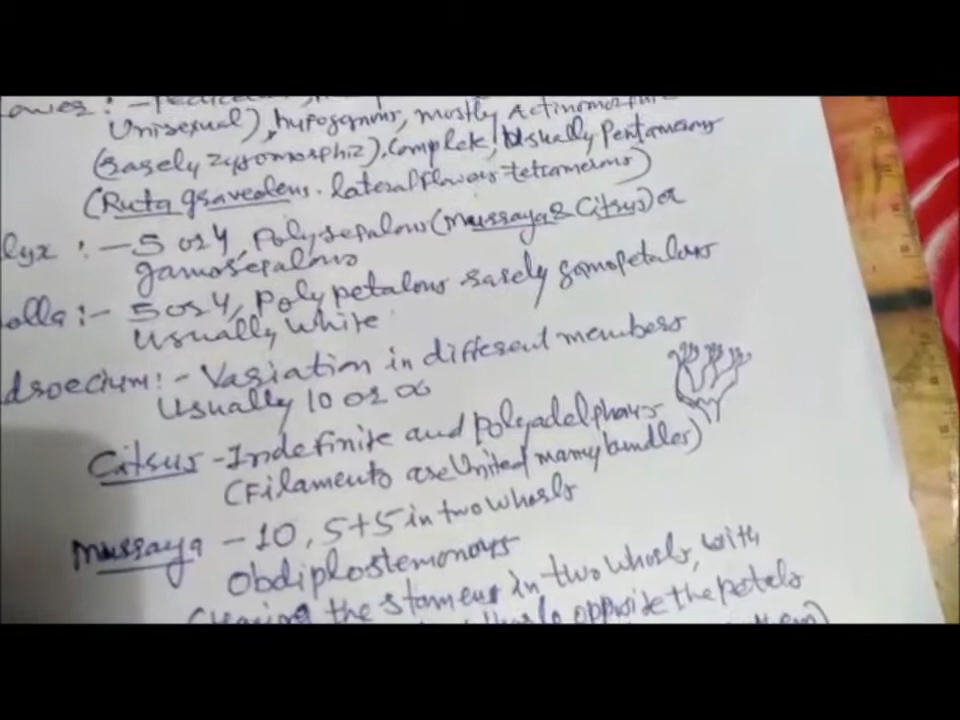 Unisexual), hypogynous, mostly Actinomorphic
(rarely zygomorphiz). Complek, Usually Pentamerous
(Ruta graveolens. lateral flowers tetramerous)
lyx :- 5 or 4, Polysepalous (Murraya & Citrus) or
gamosepalous
olla :- 5 or 4, Polypetalous rarely gamopetalous
Usually White
droecium :- Variation in different members
Usually 10 or ∞
Citrus - Indefinite and polyadelphous
(Filaments are United many bundles)
Murraya - 10, 5+5 in two whorls
Obdiplostemonous
the stamens in two whorls, with
opposite the petals